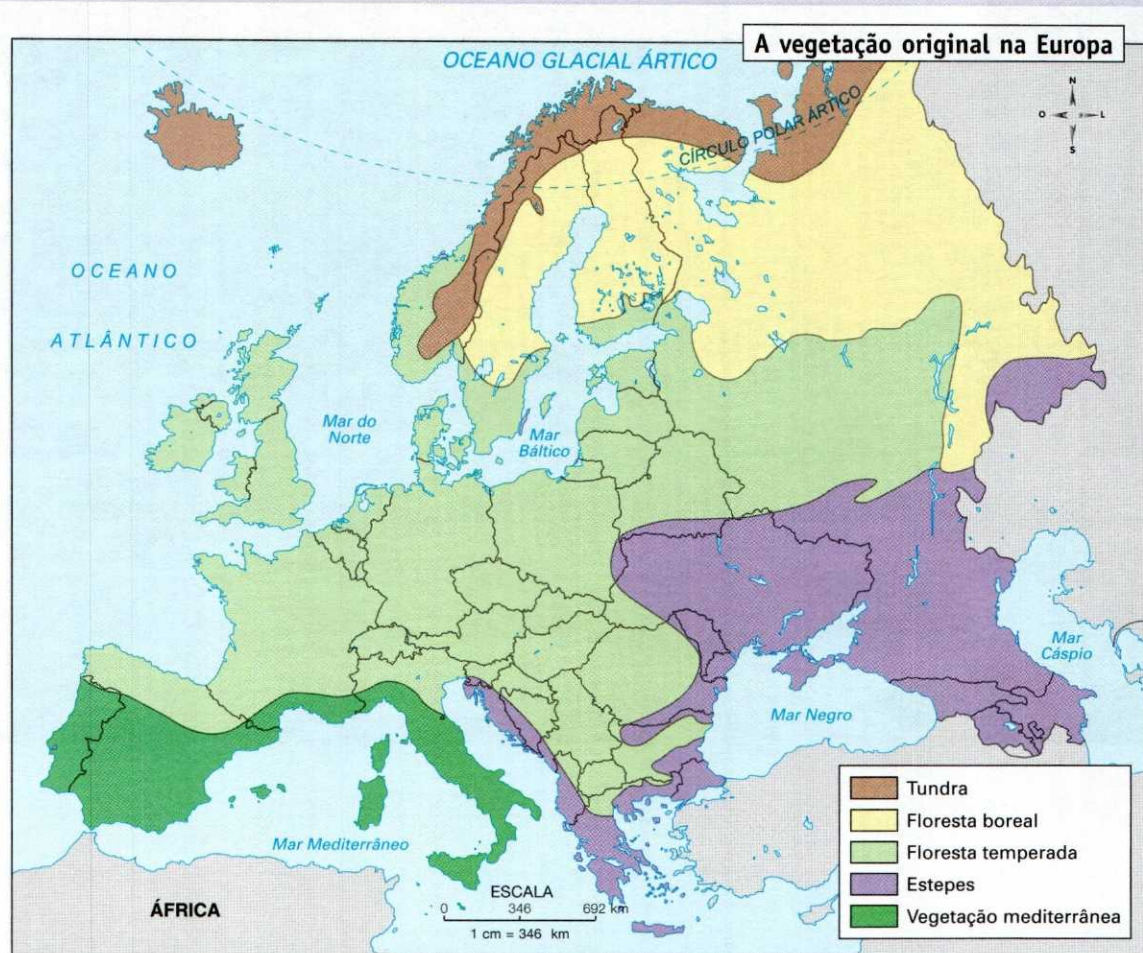 A vegetação original na Europa
OCEANO GLACIAL ÁRTICO
N
O
L
S
CÍRCULO POLAR ÁRTICO
OCEANO
ATLÂNTICO
Mar do
Norte
Mar
Báltico
Mar
Cáspio
Mar Negro
Mar Mediterrâneo
ÁFRICA
ESCALA
0 346 692 km
1 cm = 346 km
Tundra
Floresta boreal
Floresta temperada
Estepes
Vegetação mediterrânea